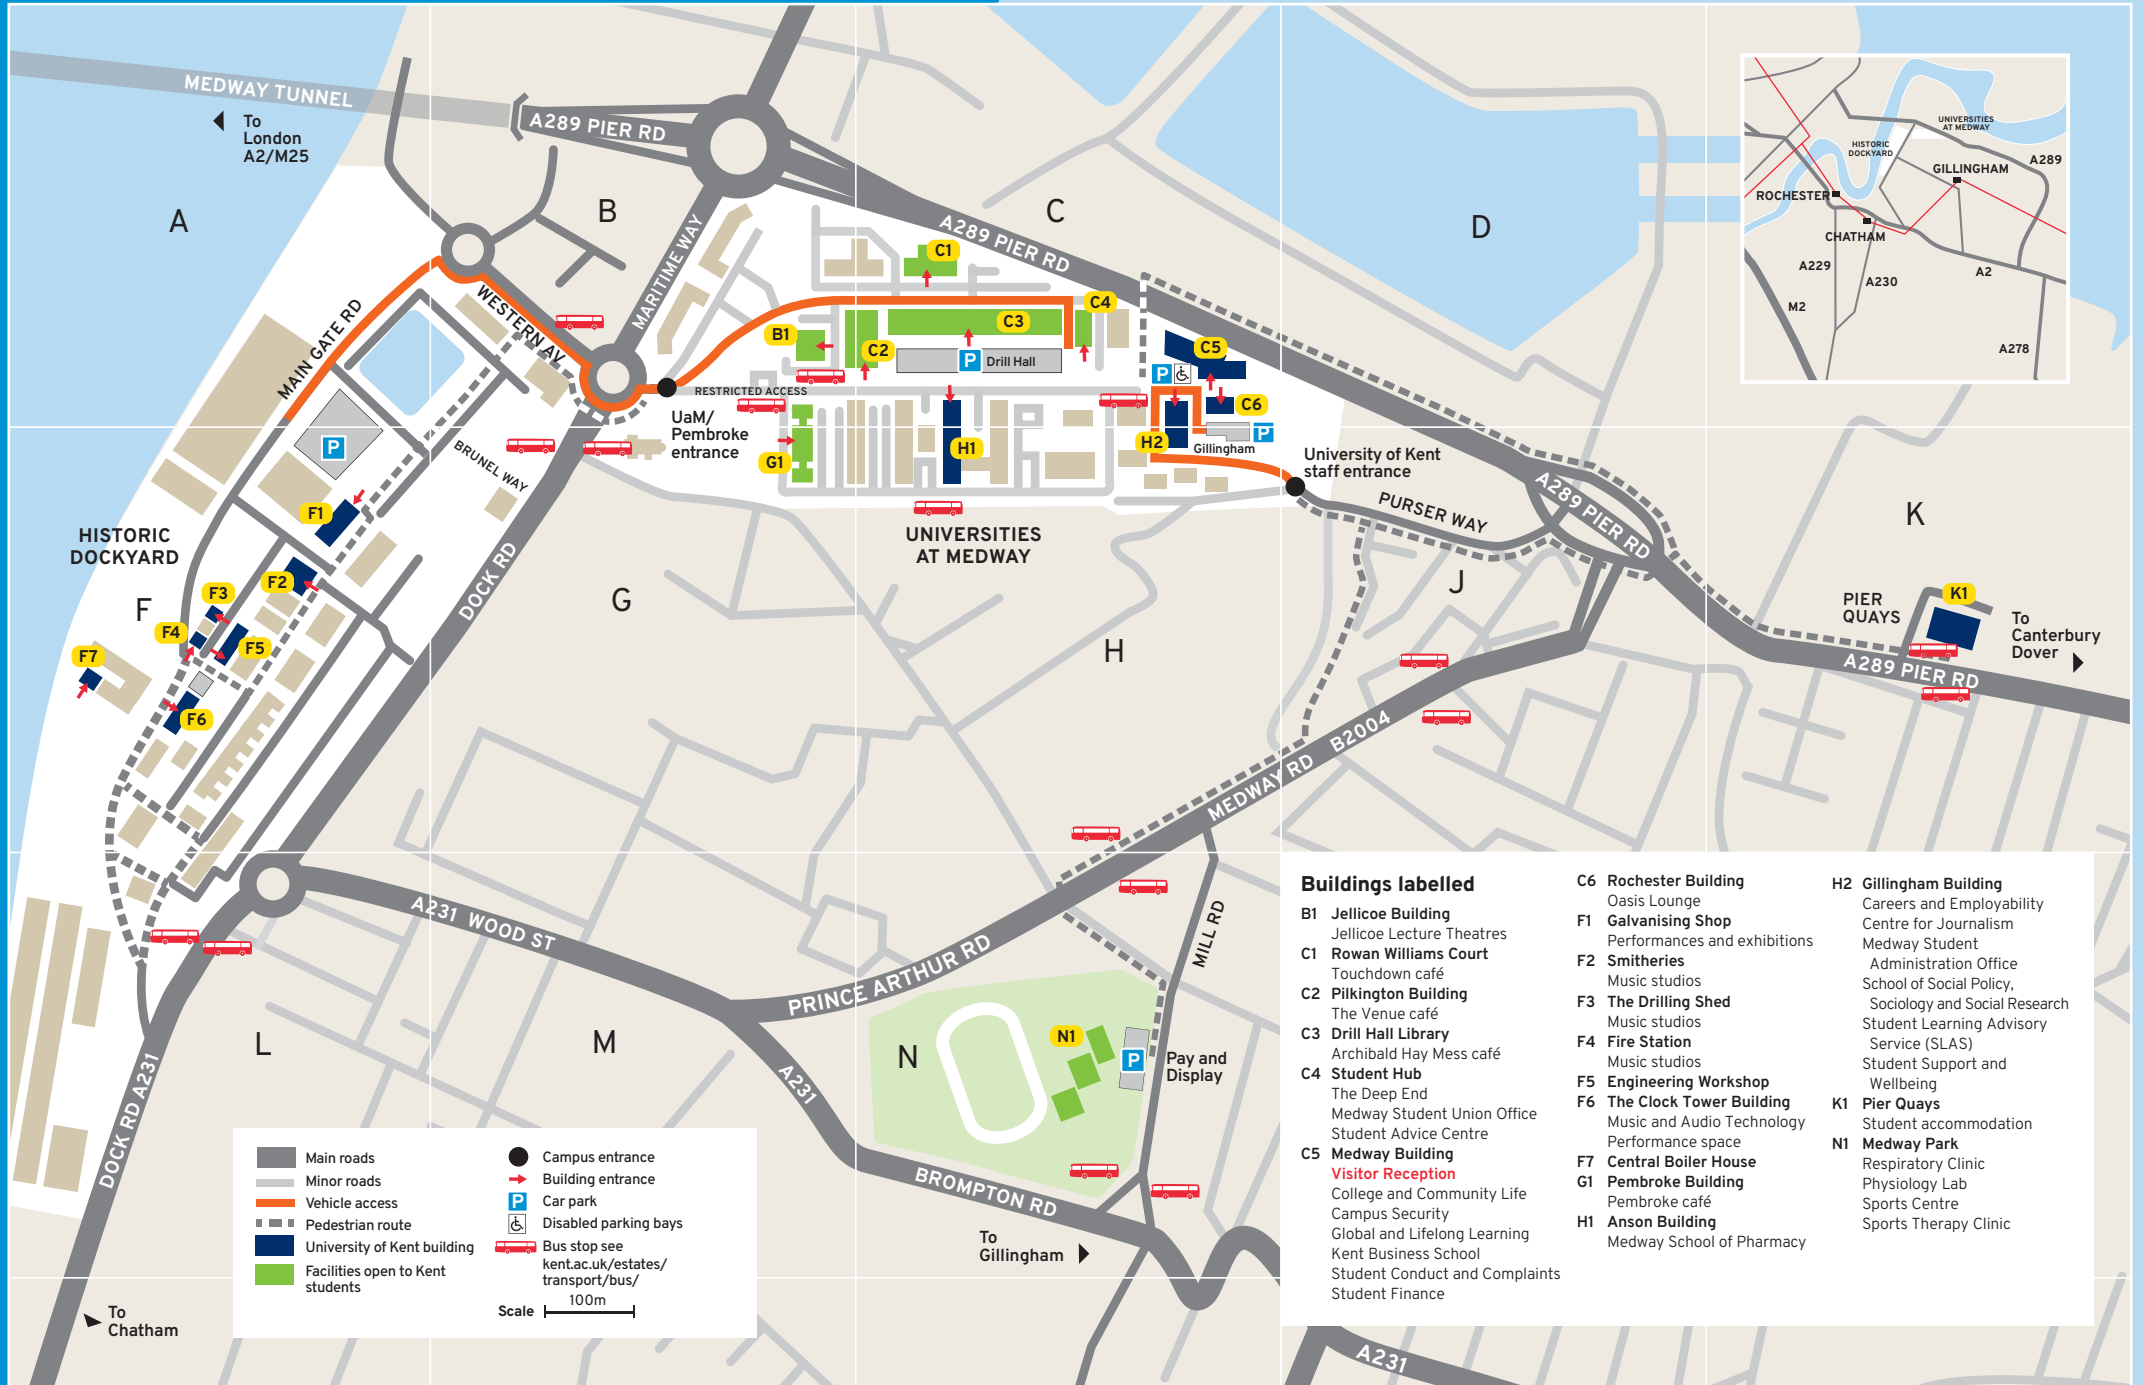 MEDWAY TUNNEL
To
London
A2/M25
A289 PIER RD
A
B
C
D
MARITIME WAY
A289 PIER RD
C1
WESTERN AV
MAIN GATE RD
B1
C2
C3
C4
P Drill Hall
C5
P
C6
RESTRICTED ACCESS
UaM/
Pembroke
entrance
G1
H1
H2
Gillingham
P
University of Kent
staff entrance
PURSER WAY
A289 PIER RD
P
BRUNEL WAY
F1
HISTORIC
DOCKYARD
UNIVERSITIES
AT MEDWAY
DOCK RD
F2
F3
F
F4
F5
F7
F6
G
H
J
K
PIER
QUAYS
K1
To
Canterbury
Dover
A289 PIER RD
B2004
MEDWAY RD
A231 WOOD ST
PRINCE ARTHUR RD
MILL RD
L
M
N
N1
P
Pay and
Display
A231
DOCK RD A231
BROMPTON RD
To
Gillingham
To
Chatham
A231
UNIVERSITIES
AT MEDWAY
HISTORIC
DOCKYARD
GILLINGHAM
A289
ROCHESTER
CHATHAM
A229
A230
A2
M2
A278
Main roads
Minor roads
Vehicle access
Pedestrian route
University of Kent building
Facilities open to Kent
students
Campus entrance
Building entrance
P Car park
Disabled parking bays
Bus stop see
kent.ac.uk/estates/
transport/bus/
100m
Scale
Buildings labelled
B1 Jellicoe Building
Jellicoe Lecture Theatres
C1 Rowan Williams Court
Touchdown café
C2 Pilkington Building
The Venue café
C3 Drill Hall Library
Archibald Hay Mess café
C4 Student Hub
The Deep End
Medway Student Union Office
Student Advice Centre
C5 Medway Building
Visitor Reception
College and Community Life
Campus Security
Global and Lifelong Learning
Kent Business School
Student Conduct and Complaints
Student Finance
C6 Rochester Building
Oasis Lounge
F1 Galvanising Shop
Performances and exhibitions
F2 Smitheries
Music studios
F3 The Drilling Shed
Music studios
F4 Fire Station
Music studios
F5 Engineering Workshop
F6 The Clock Tower Building
Music and Audio Technology
Performance space
F7 Central Boiler House
G1 Pembroke Building
Pembroke café
H1 Anson Building
Medway School of Pharmacy
H2 Gillingham Building
Careers and Employability
Centre for Journalism
Medway Student
Administration Office
School of Social Policy,
Sociology and Social Research
Student Learning Advisory
Service (SLAS)
Student Support and
Wellbeing
K1 Pier Quays
Student accommodation
N1 Medway Park
Respiratory Clinic
Physiology Lab
Sports Centre
Sports Therapy Clinic